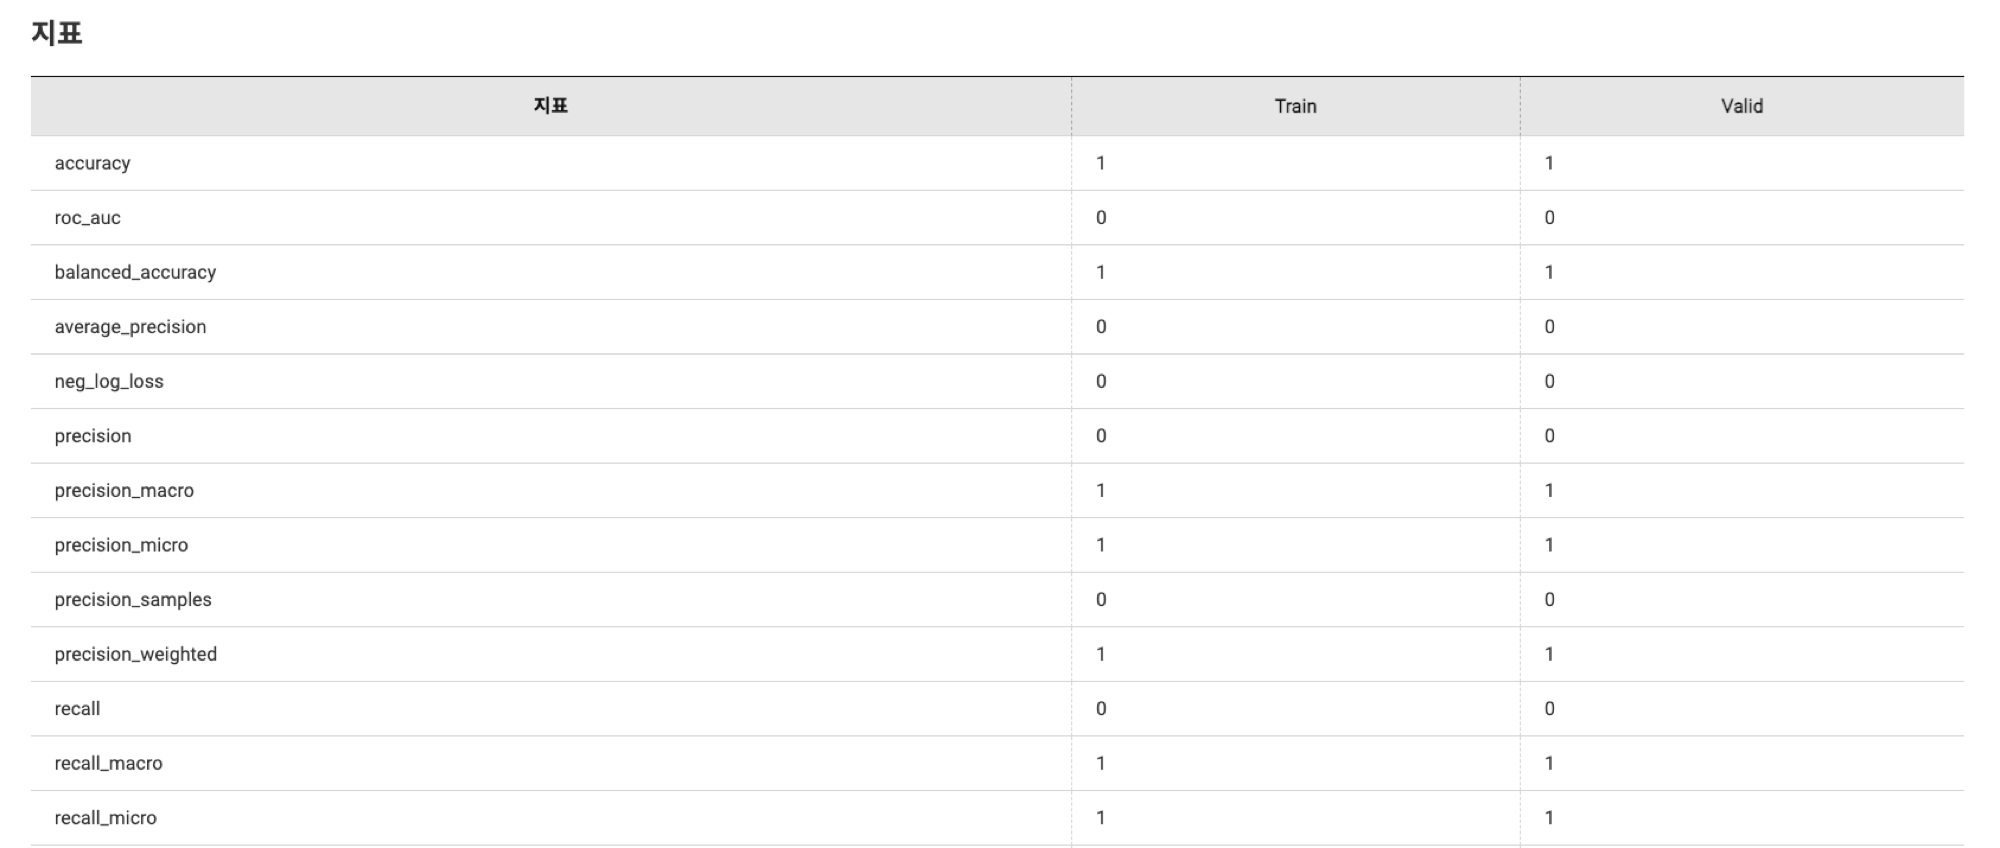 지표
지표 Train Valid
accuracy 1 1
roc_auc 0 0
balanced_accuracy 1 1
average_precision 0 0
neg_log_loss 0 0
precision 0 0
precision_macro 1 1
precision_micro 1 1
precision_samples 0 0
precision_weighted 1 1
recall 0 0
recall_macro 1 1
recall_micro 1 1